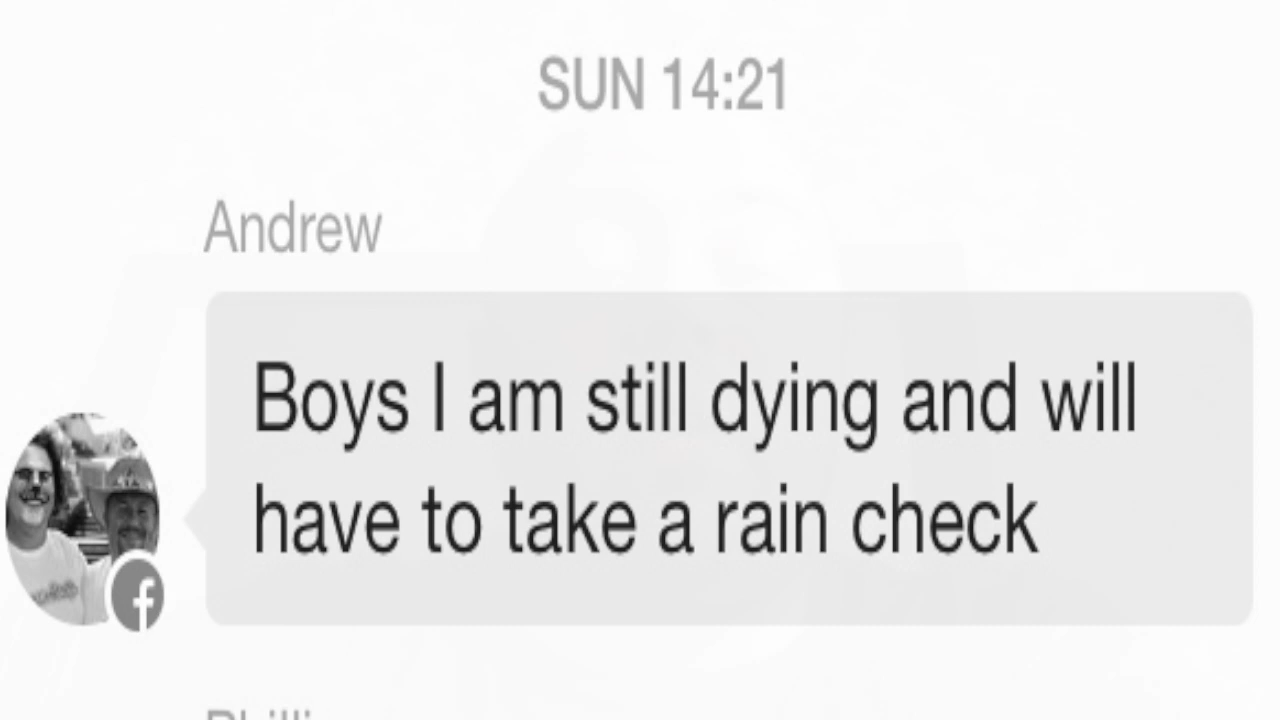 SUN 14:21
Andrew
Boys I am still dying and will
have to take a rain check